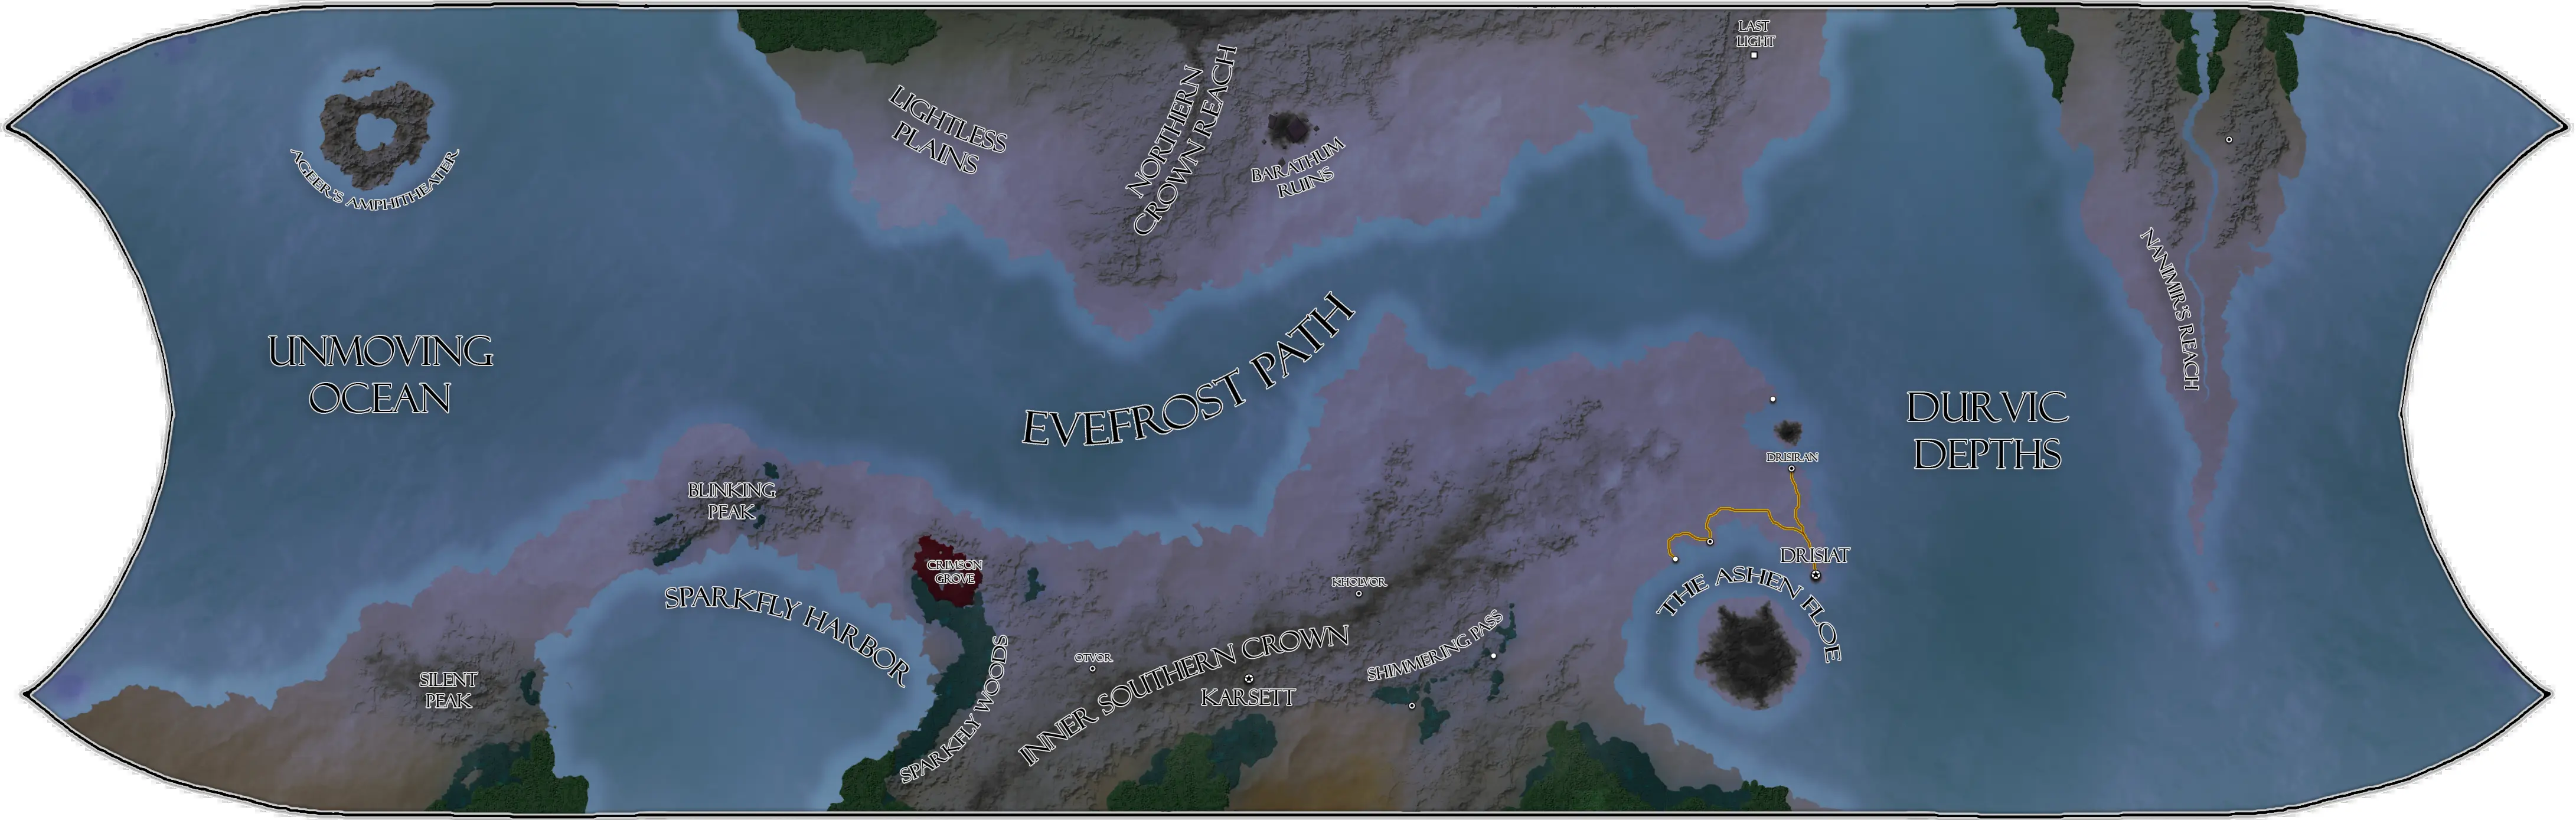 LAST
LIGHT
LIGHTLESS
PLAINS
NORTHERN
CROWN REACH
BARATHUM
RUINS
AGEER'S AMPHITHEATER
NANIMIR'S REACH
UNMOVING
OCEAN
EVEFROST PATH
DURVIC
DEPTHS
BLINKING
PEAK
DRISIRAN
CRIMSON
GROVE
DRISIAT
THE ASHEN FLOE
SPARKFLY HARBOR
KHOLVOR
SHIMMERING PASS
OTVOR
INNER SOUTHERN CROWN
KARSETT
SILENT
PEAK
SPARKFLY WOODS